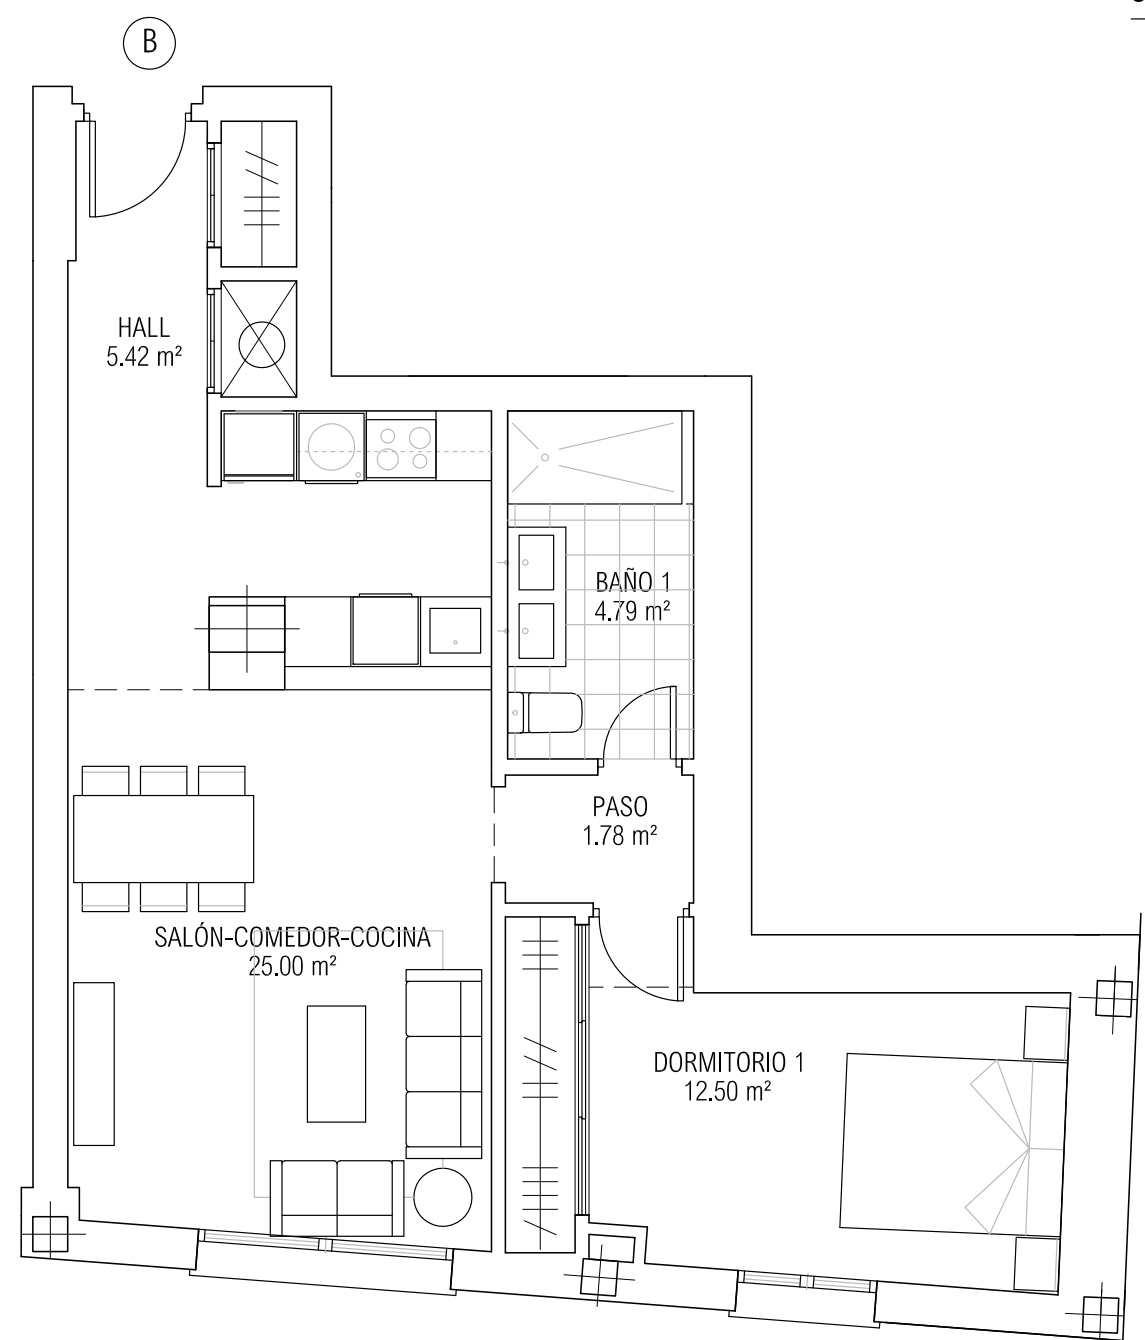 B
HALL
5.42 m²
BAÑO 1
4.79 m²
PASO
1.78 m²
SALÓN-COMEDOR-COCINA
25.00 m²
DORMITORIO 1
12.50 m²